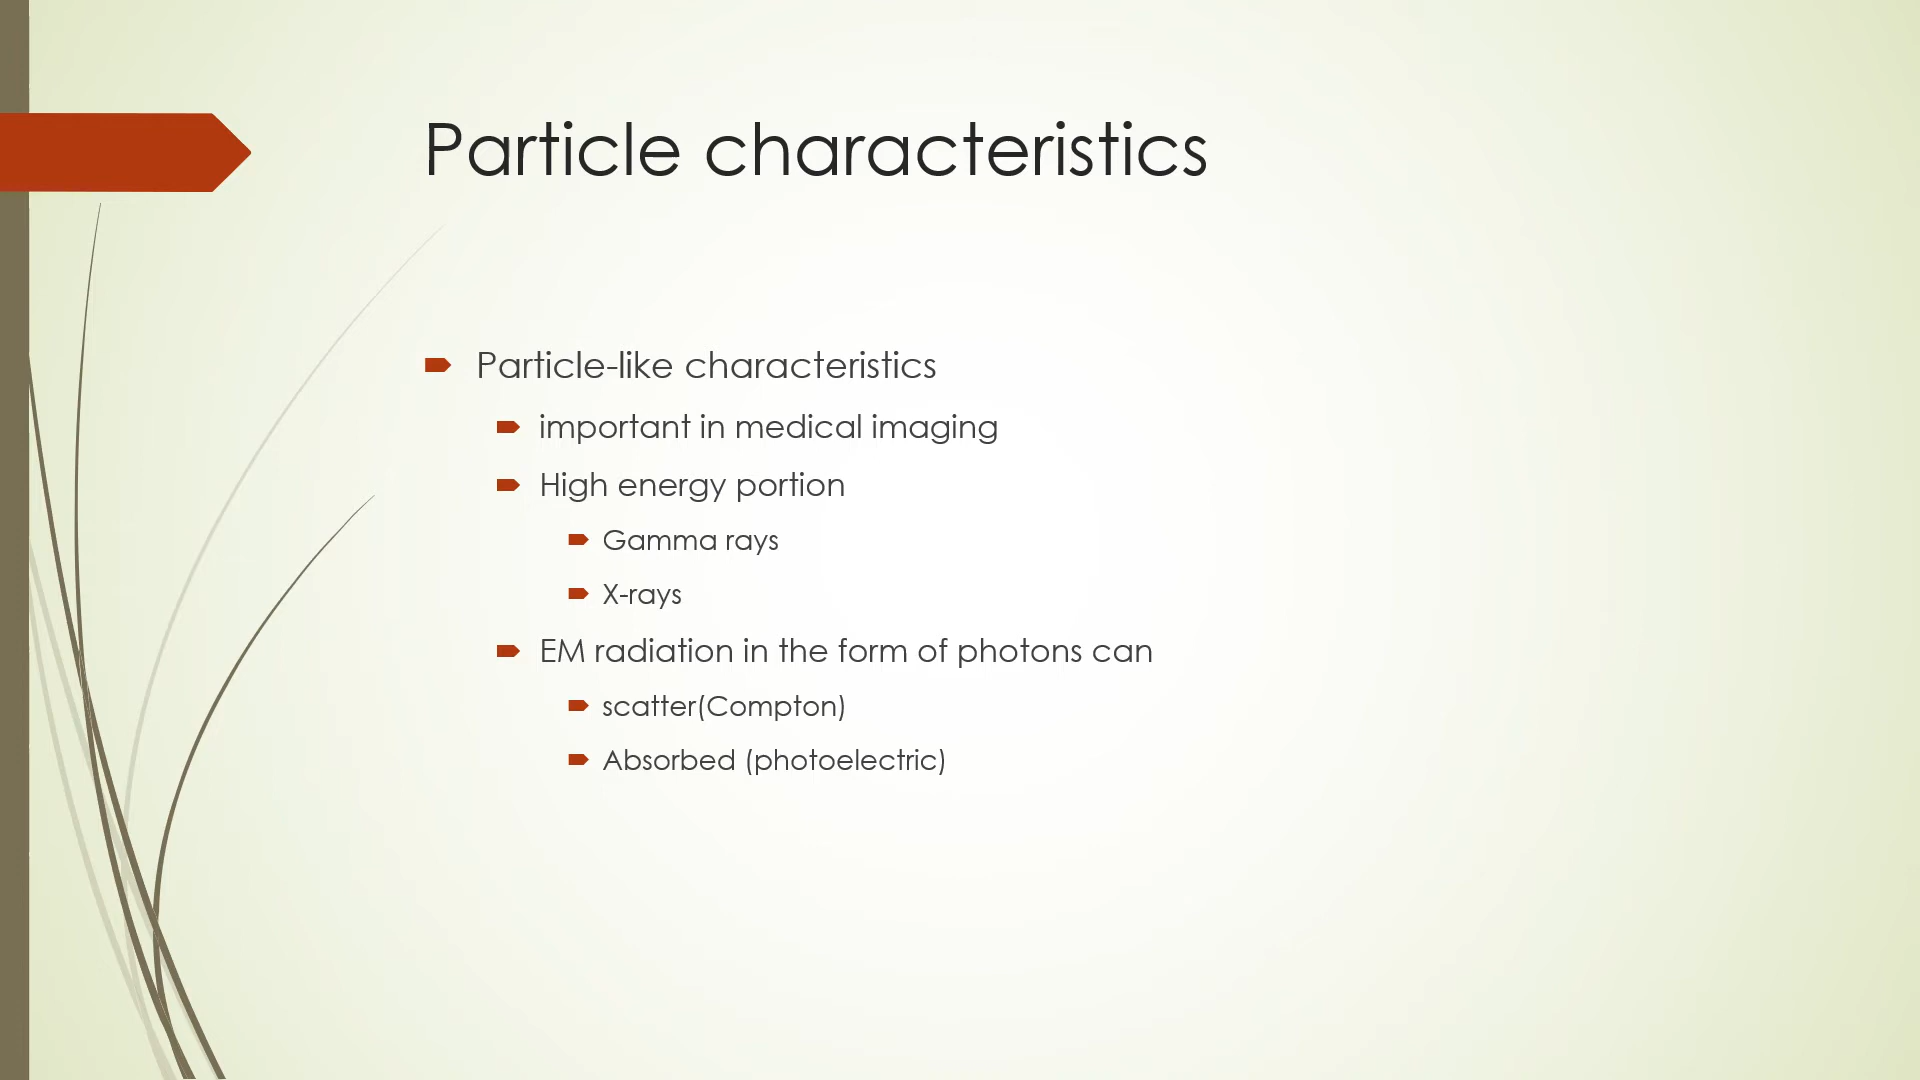 Particle characteristics
Particle-like characteristics
important in medical imaging
High energy portion
Gamma rays
X-rays
EM radiation in the form of photons can
scatter(Compton)
Absorbed (photoelectric)